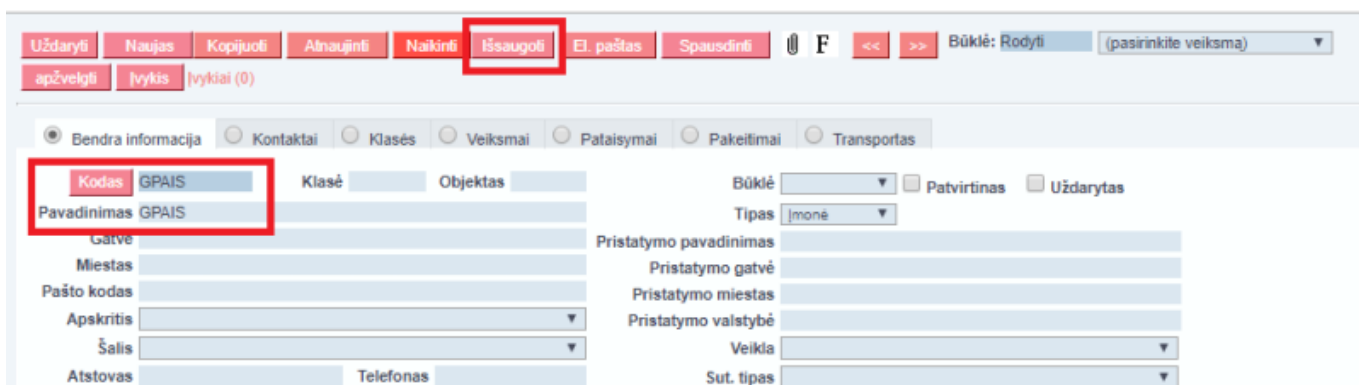 Uždaryti Naujas Kopijuoti Atnaujinti Naikinti Išsaugoti El. paštas Spausdinti F << >> Būklė: Rodyti (pasirinkite veiksmą)
apžvelgti Įvykis Įvykiai (0)
Bendra informacija Kontaktai Klasės Veiksmai Pataisymai Pakeitimai Transportas
Kodas GPAIS Klasė Objektas Būklė Patvirtinas Uždarytas
Pavadinimas GPAIS Tipas Įmonė
Gatvė Pristatymo pavadinimas
Miestas Pristatymo gatvė
Pašto kodas Pristatymo miestas
Apskritis Pristatymo valstybė
Šalis Veikla
Atstovas Telefonas Sut. tipas